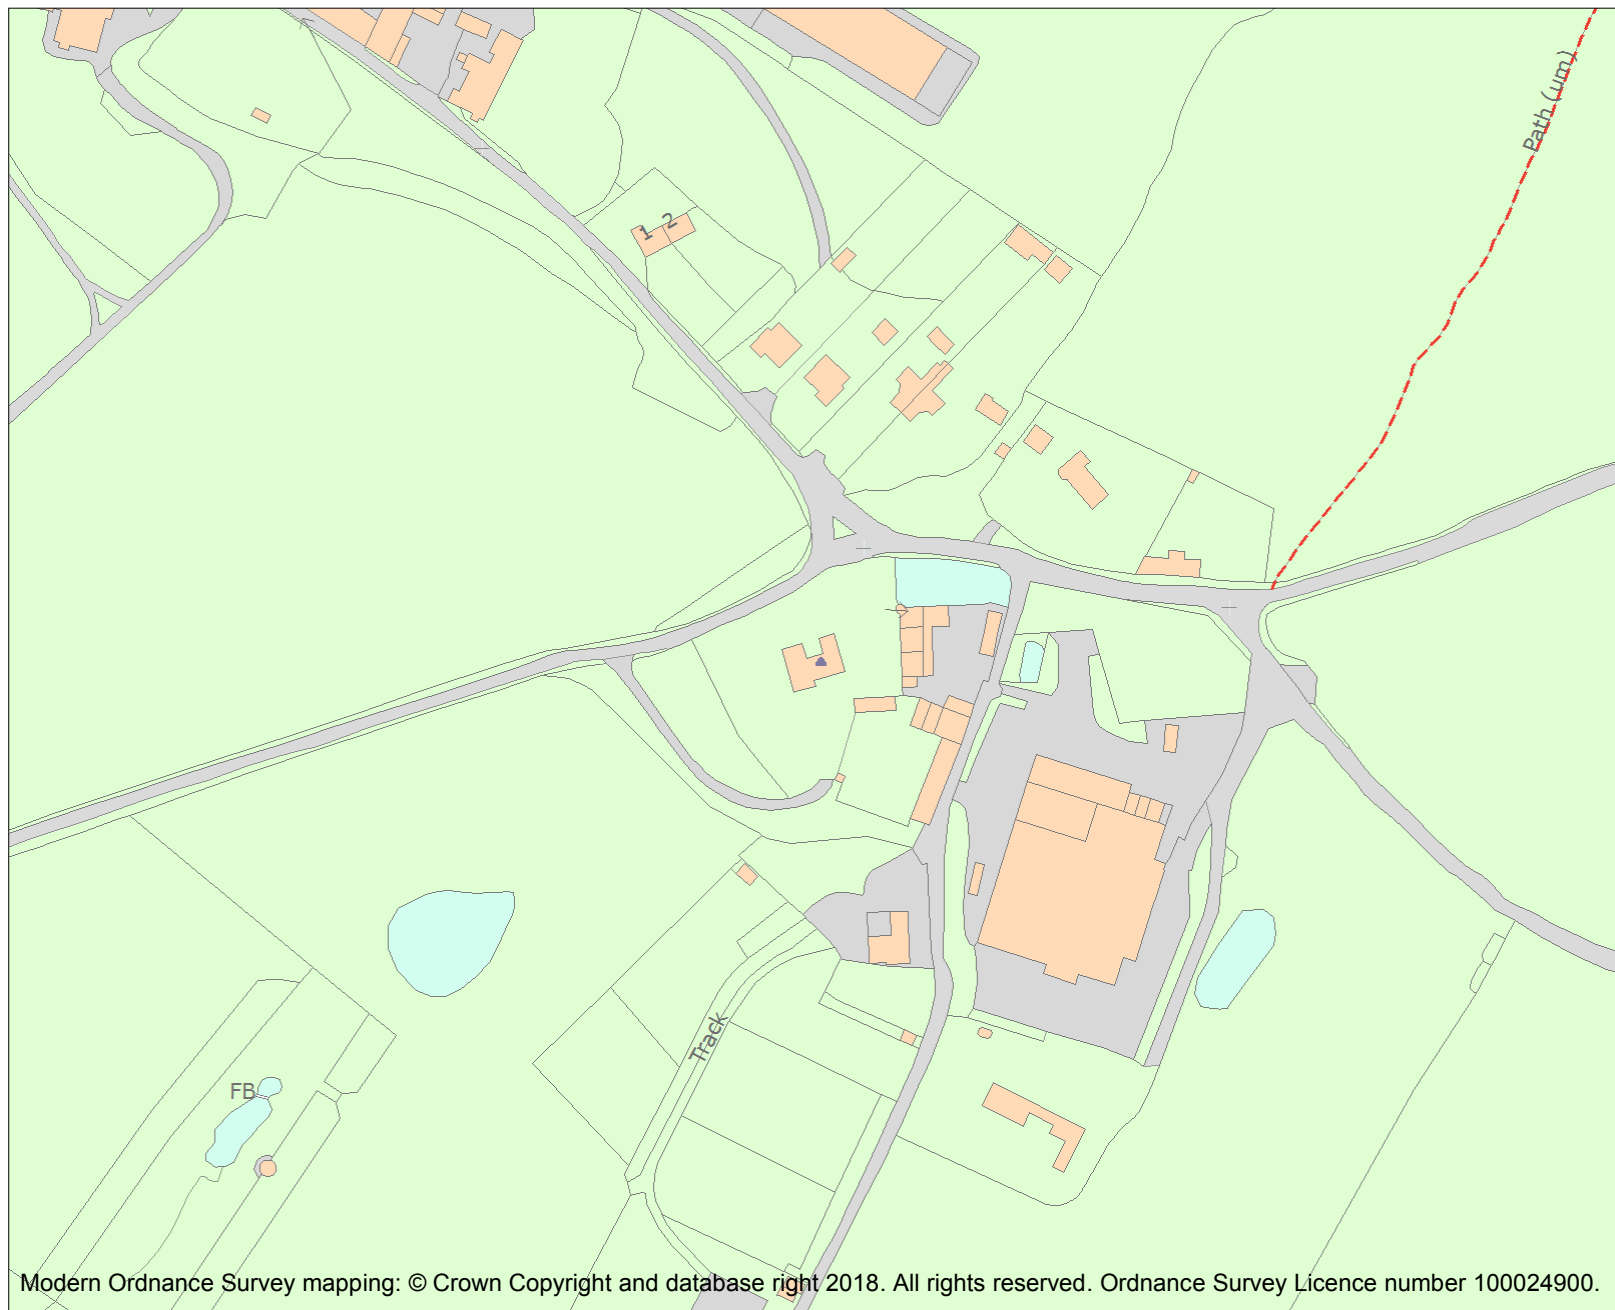 Path (um)
1 2
Track
FB
Modern Ordnance Survey mapping: © Crown Copyright and database right 2018. All rights reserved. Ordnance Survey Licence number 100024900.